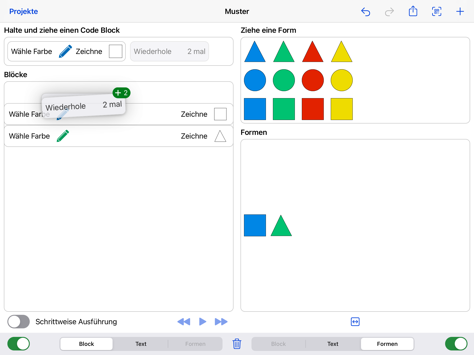 Projekte
Muster
Halte und ziehe einen Code Block
Ziehe eine Form
Wähle Farbe Zeichne
Wiederhole 2 mal
Blöcke
+ 2
Wiederhole 2 mal
Wähle Farbe Zeichne
Wähle Farbe Zeichne
Formen
Schrittweise Ausführung
Block Text Formen
Block Text Formen